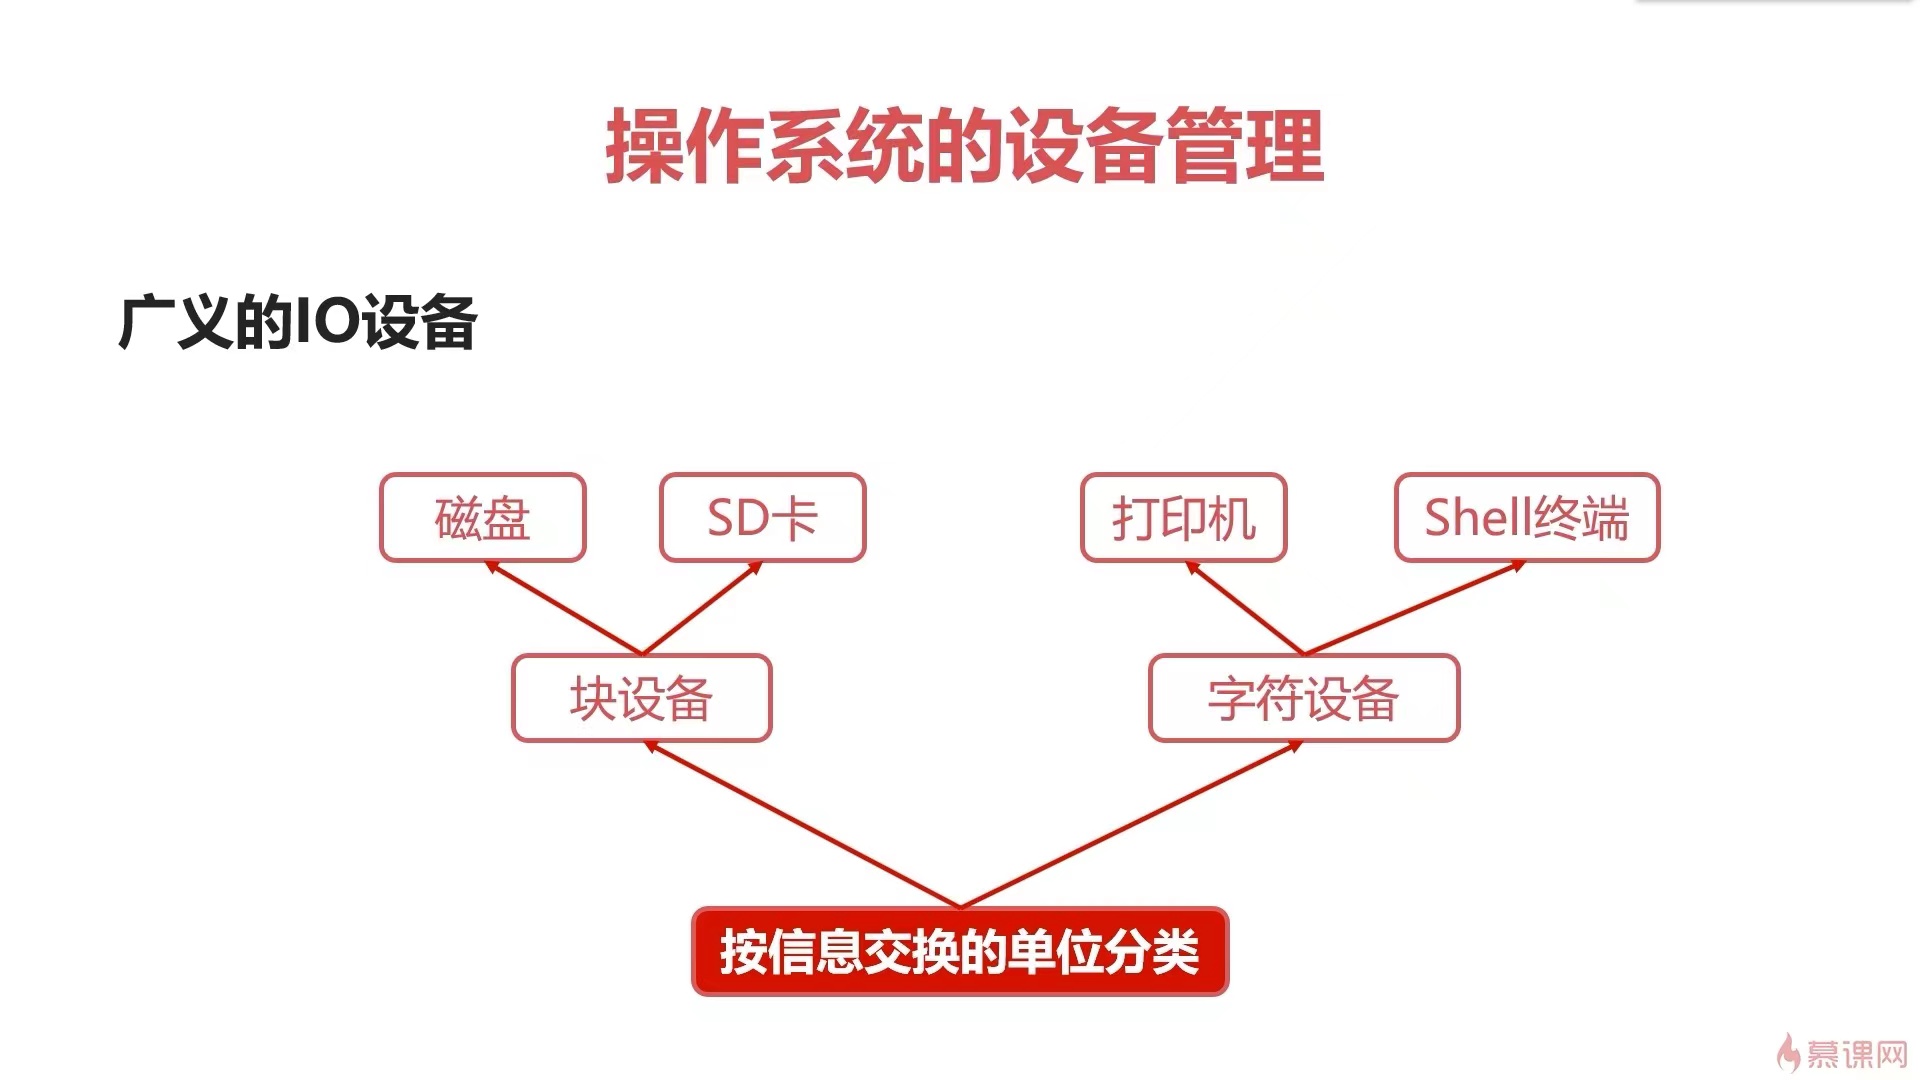 操作系统的设备管理
广义的IO设备
磁盘
SD卡
打印机
Shell终端
块设备
字符设备
按信息交换的单位分类
慕课网